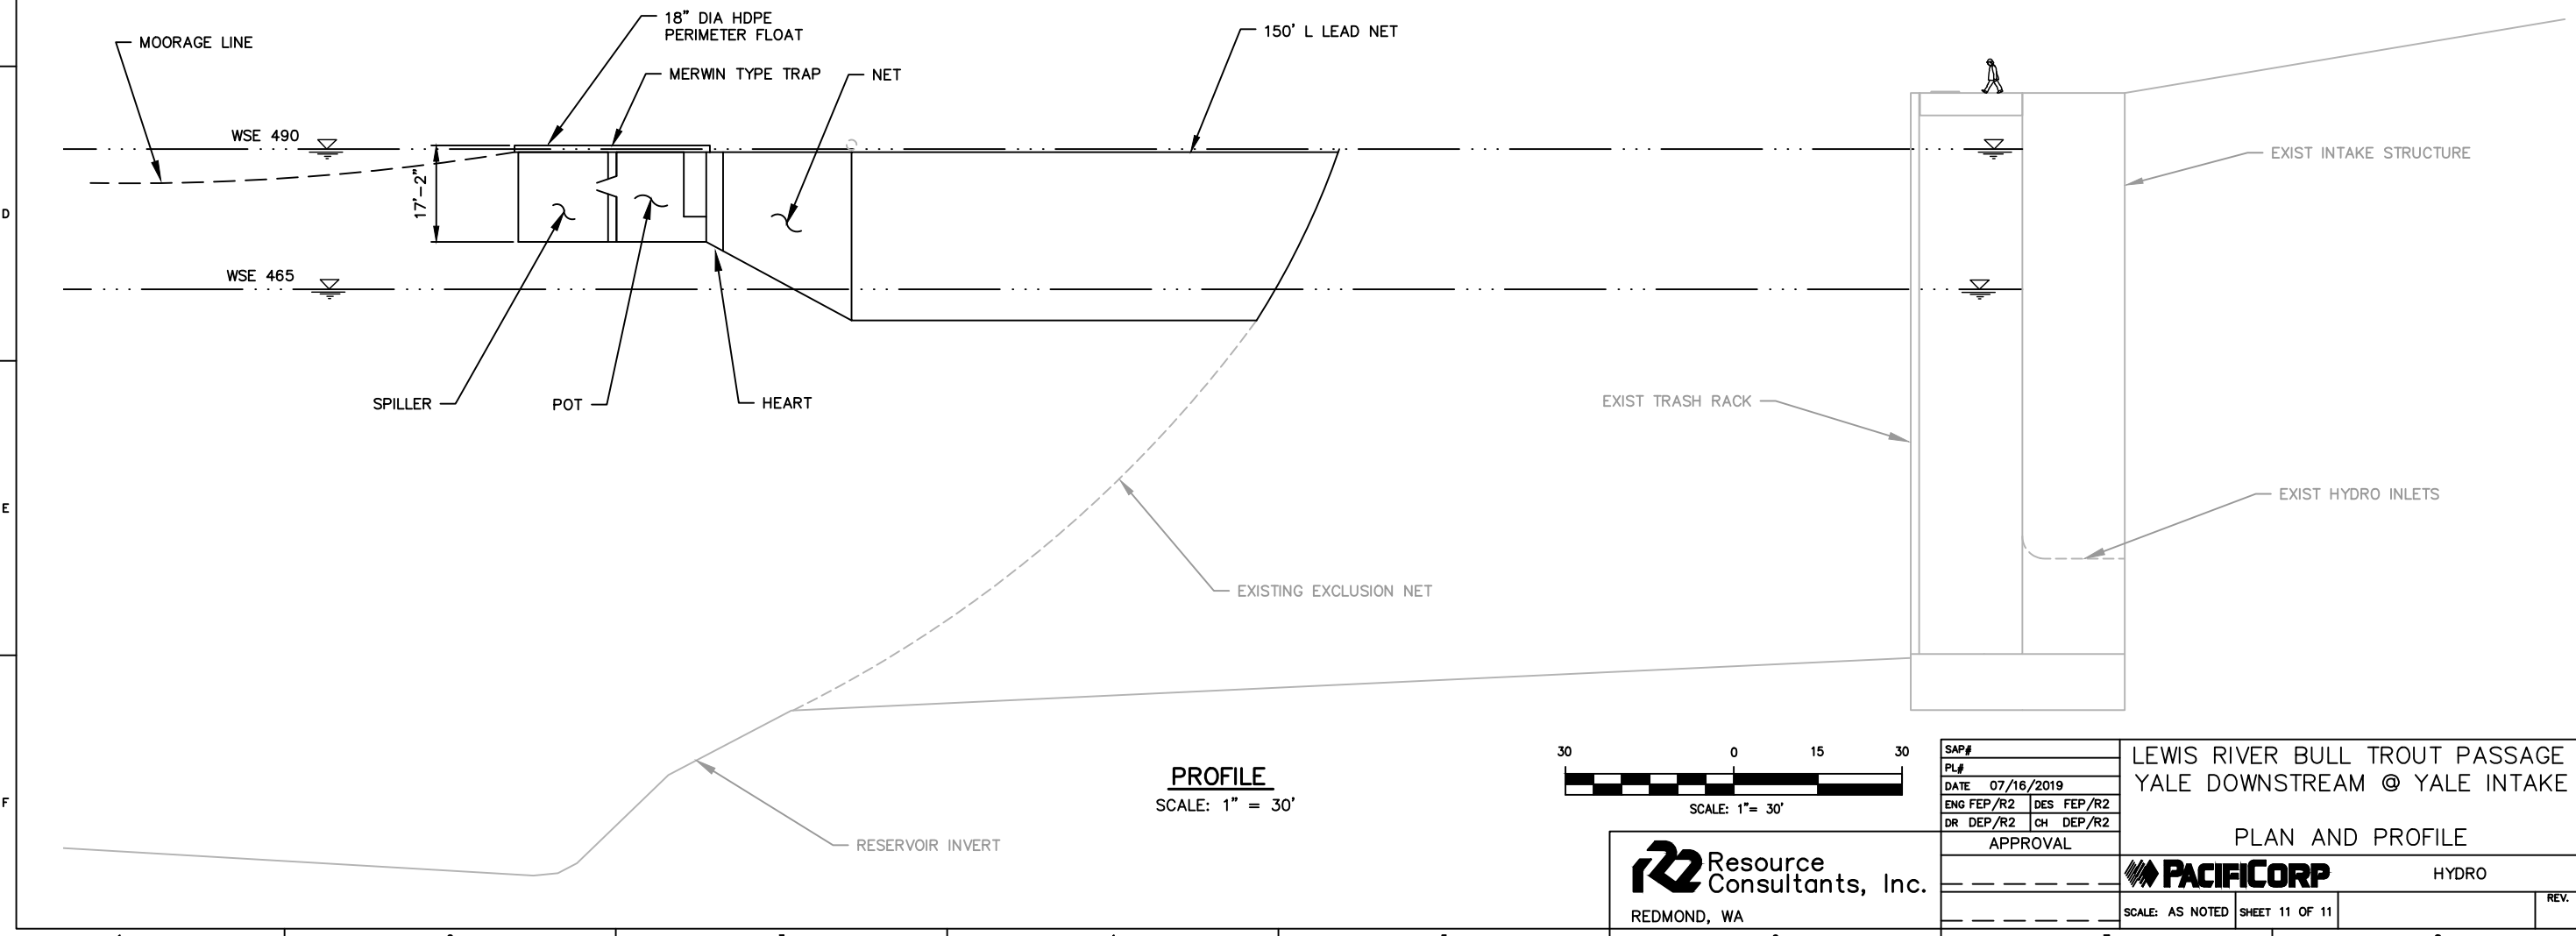 18" DIA HDPE
PERIMETER FLOAT
150' L LEAD NET
MOORAGE LINE
MERWIN TYPE TRAP
NET
WSE 490
EXIST INTAKE STRUCTURE
17'-2"
D
WSE 465
SPILLER
POT
HEART
EXIST TRASH RACK
EXIST HYDRO INLETS
E
EXISTING EXCLUSION NET
30 0 15 30
SCALE: 1"= 30'
PROFILE
SCALE: 1" = 30'
F
RESERVOIR INVERT
SAP#
PL#
DATE 07/16/2019
ENG FEP/R2 DES FEP/R2
DR DEP/R2 CH DEP/R2
APPROVAL
LEWIS RIVER BULL TROUT PASSAGE
YALE DOWNSTREAM @ YALE INTAKE
PLAN AND PROFILE
R2 Resource
Consultants, Inc.
REDMOND, WA
PACIFICORP HYDRO
SCALE: AS NOTED SHEET 11 OF 11 REV.